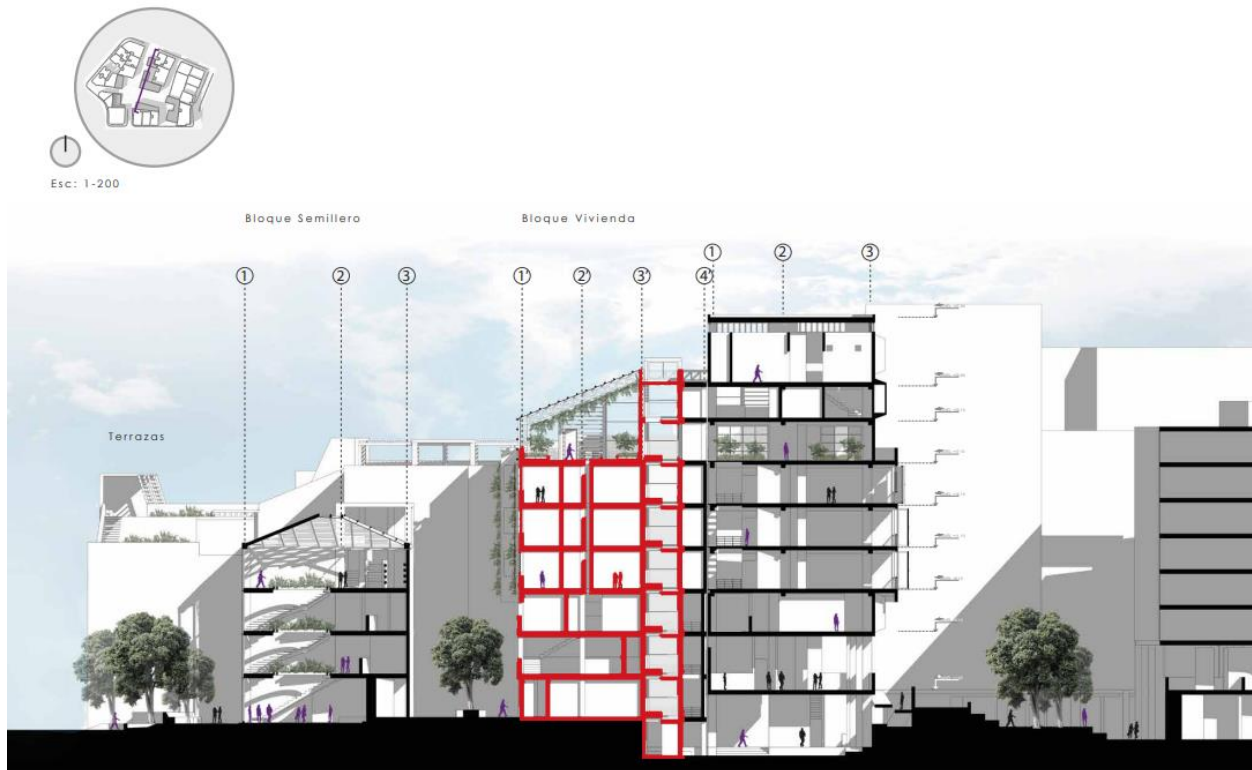 Esc: 1-200
Bloque Semillero
Bloque Vivienda
1 2 3
1 2 3 1' 2' 3' 4'
Terrazas